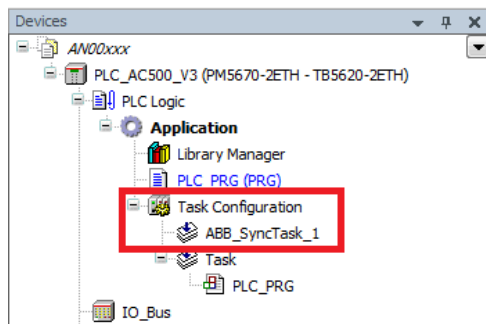 Devices
AN00xxx
PLC_AC500_V3 (PM5670-2ETH - TB5620-2ETH)
PLC Logic
Application
Library Manager
PLC_PRG (PRG)
Task Configuration
ABB_SyncTask_1
Task
PLC_PRG
IO_Bus